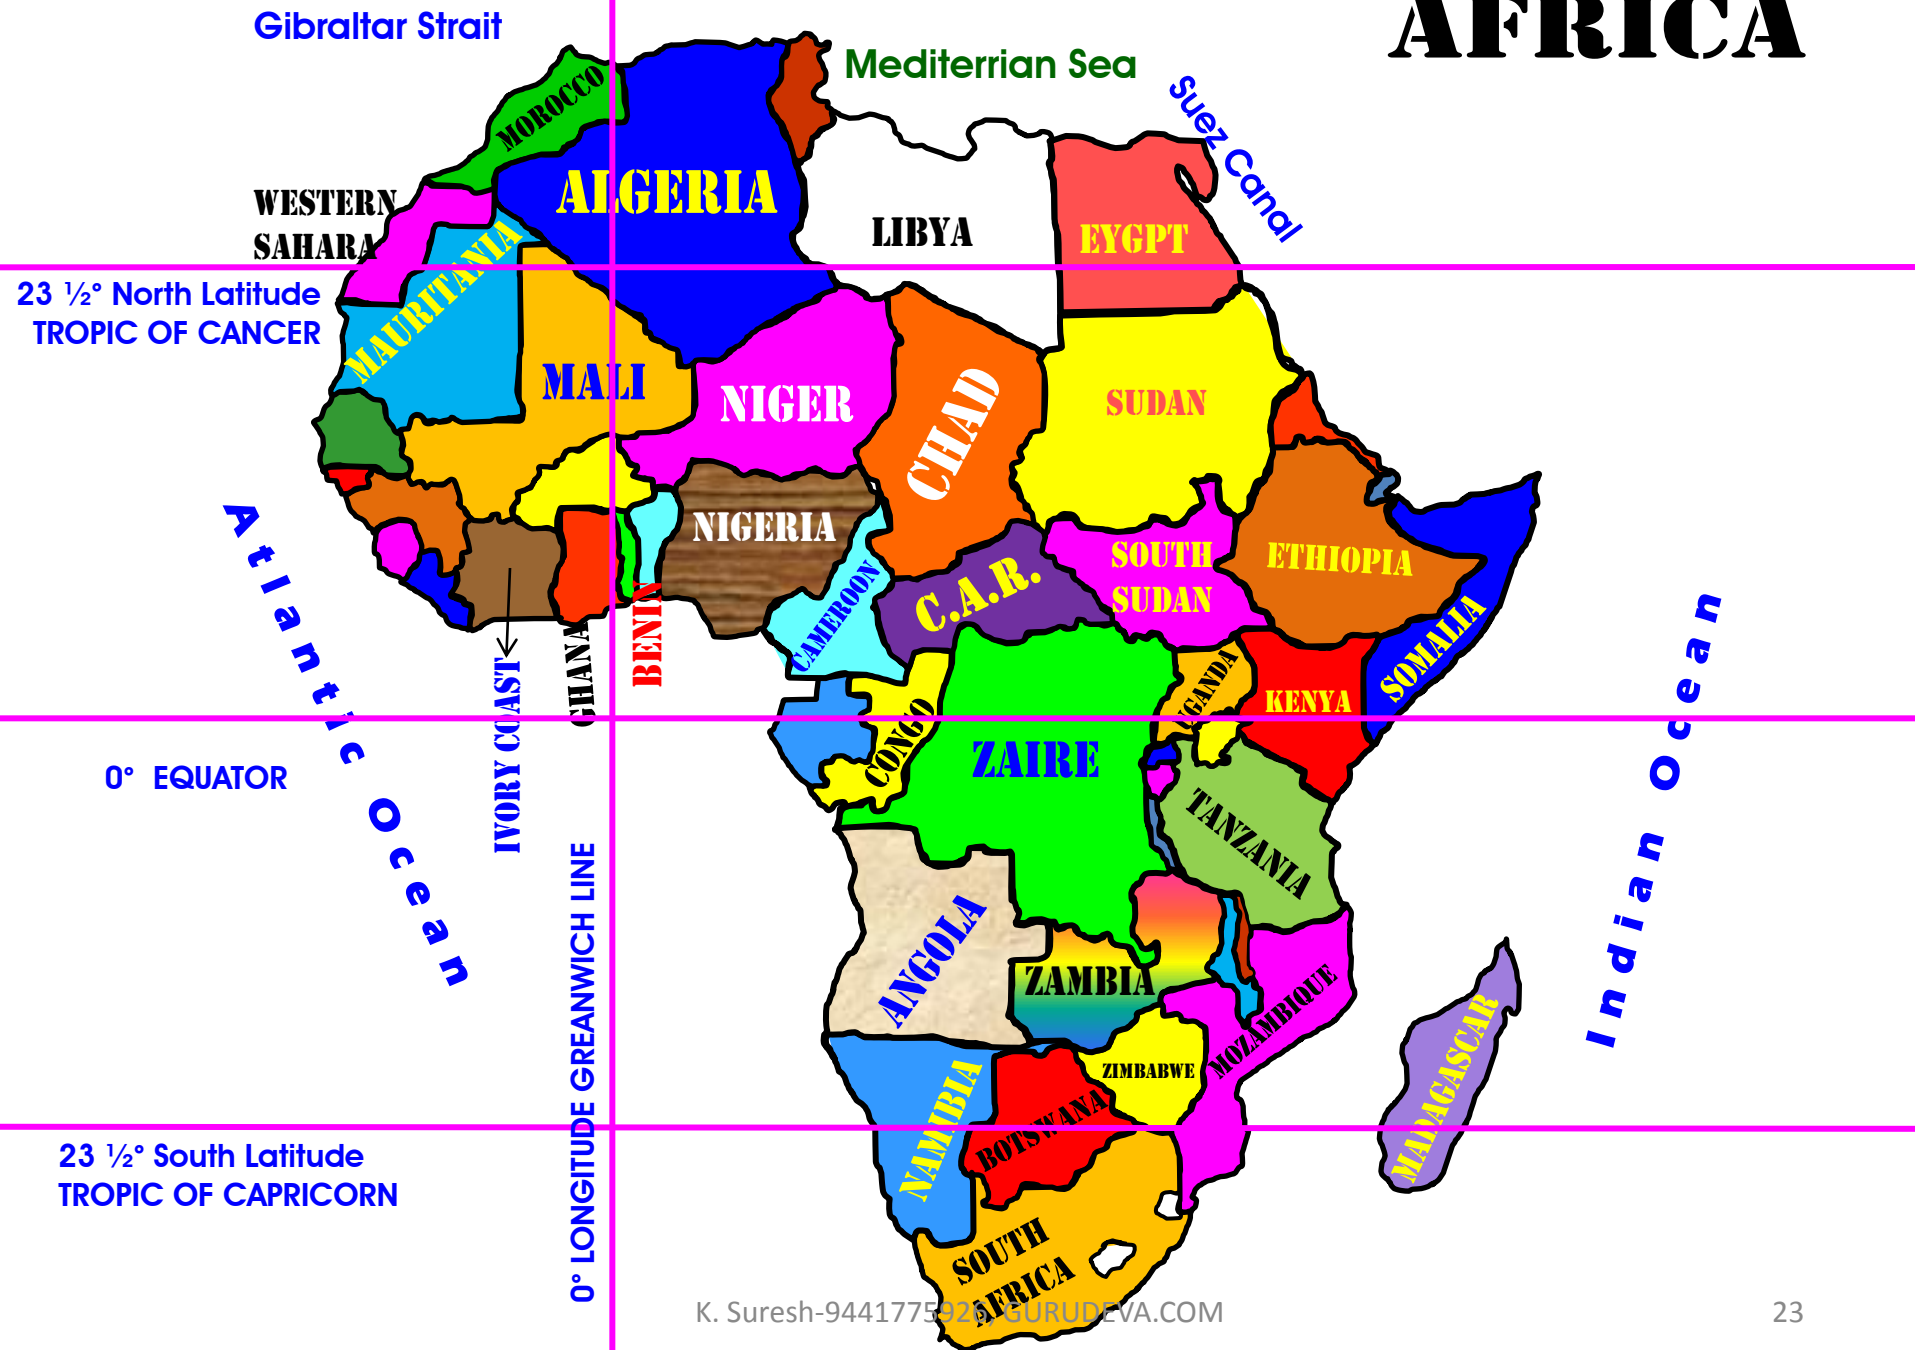 AFRICA
Gibraltar Strait
Mediterrian Sea
Suez Canal
MOROCCO
ALGERIA
WESTERN
SAHARA
LIBYA
EYGPT
MAURITANIA
23 ½° North Latitude
TROPIC OF CANCER
MALI
NIGER
CHAD
SUDAN
NIGERIA
SOUTH
SUDAN
ETHIOPIA
C.A.R.
CAMEROON
BENIN
GHANA
IVORY COAST
SOMALIA
UGANDA
KENYA
Atlantic Ocean
Indian Ocean
0° EQUATOR
CONGO
ZAIRE
TANZANIA
ANGOLA
ZAMBIA
MOZAMBIQUE
ZIMBABWE
MADAGASCAR
NAMIBIA
BOTSWANA
0° LONGITUDE GREANWICH LINE
23 ½° South Latitude
TROPIC OF CAPRICORN
SOUTH
AFRICA
K. Suresh-9441775926, GURUDEVA.COM
23